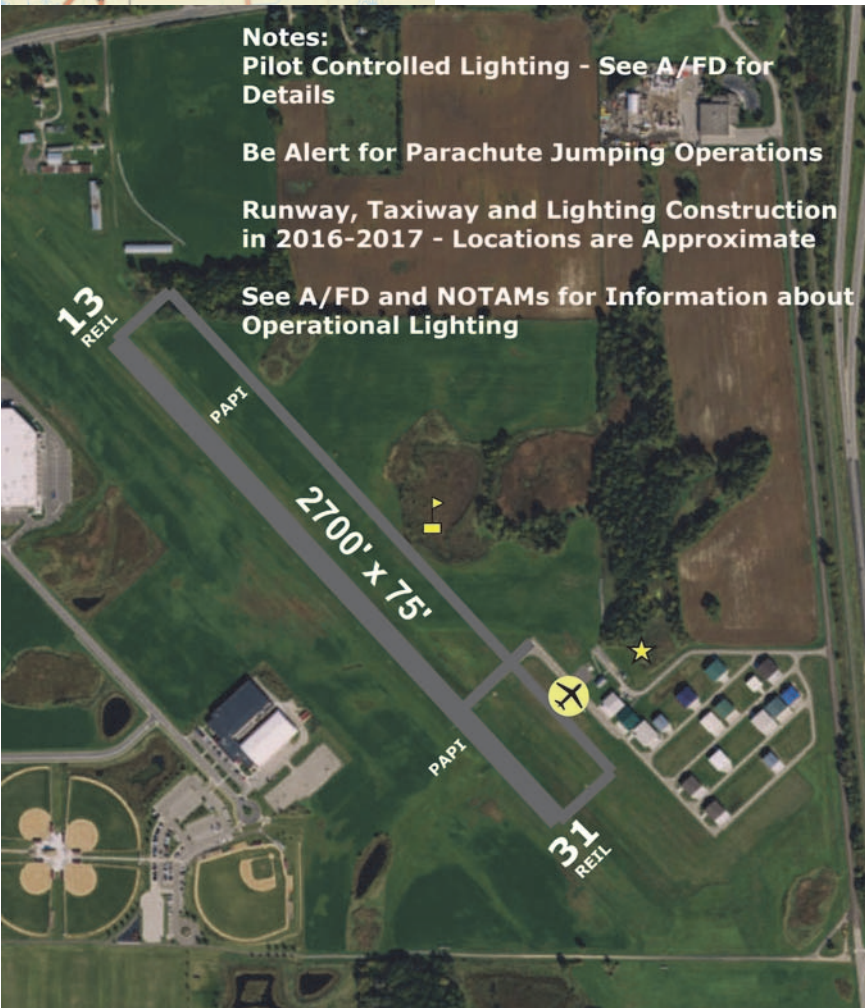 Notes:
Pilot Controlled Lighting - See A/FD for
Details
Be Alert for Parachute Jumping Operations
Runway, Taxiway and Lighting Construction
in 2016-2017 - Locations are Approximate
See A/FD and NOTAMs for Information about
Operational Lighting
13
REIL
PAPI
2700' x 75'
PAPI
31
REIL